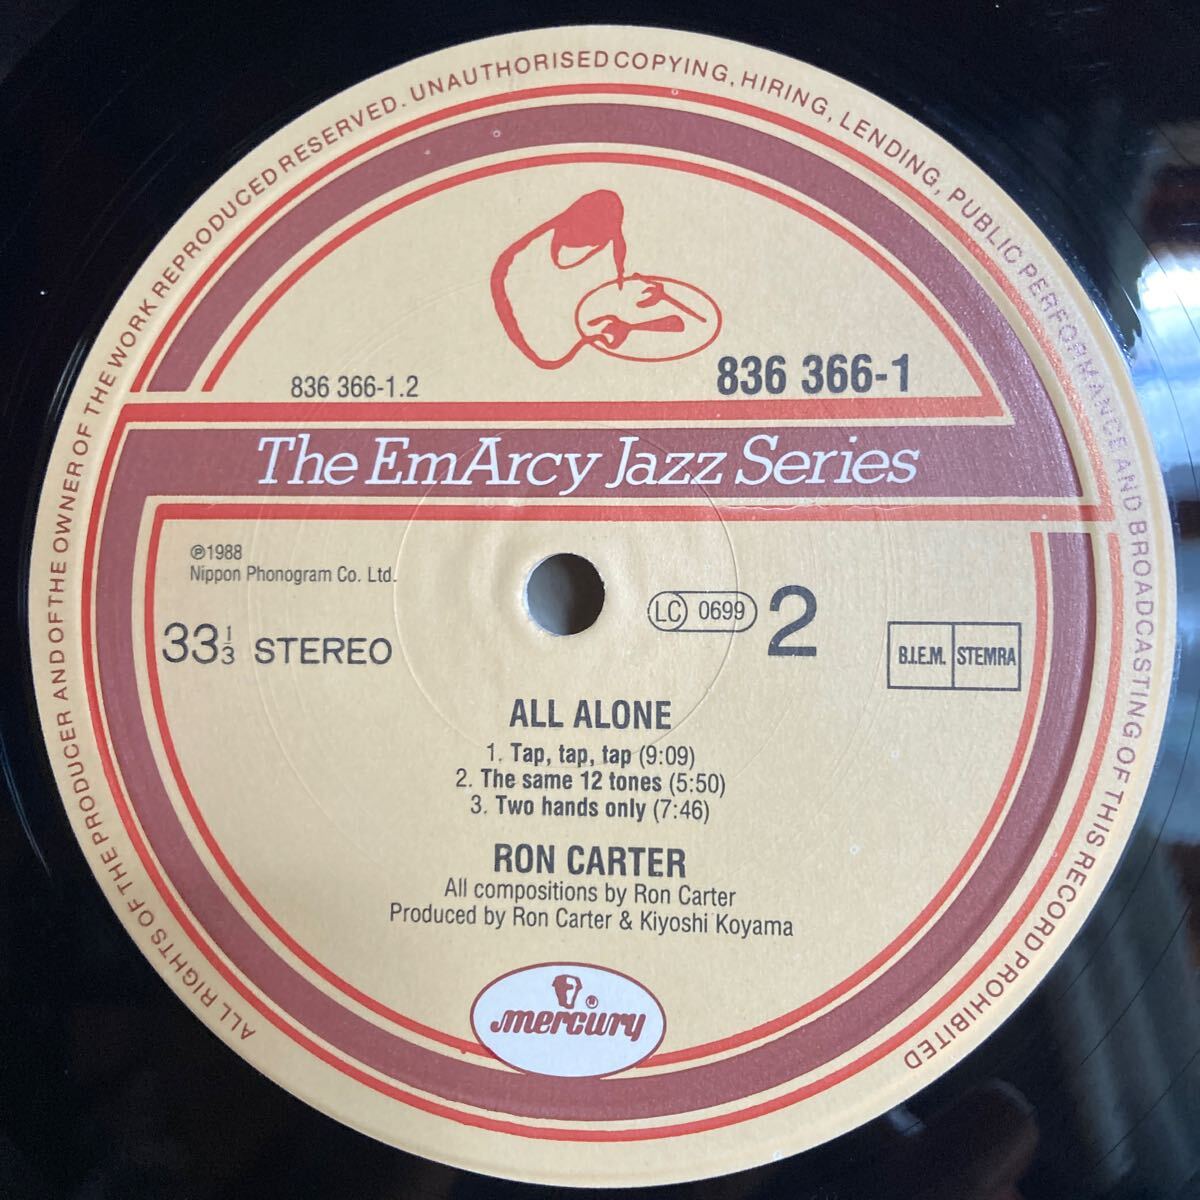 ALL RIGHTS OF THE PRODUCER AND OF THE OWNER OF THE WORK REPRODUCED RESERVED. UNAUTHORISED COPYING, HIRING, LENDING, PUBLIC PERFORMANCE AND BROADCASTING OF THIS RECORD PROHIBITED
836 366-1.2
836 366-1
The EmArcy Jazz Series
℗1988
Nippon Phonogram Co. Ltd.
33 1/3 STEREO
LC 0699
2
B.I.E.M. STEMRA
ALL ALONE
1. Tap, tap, tap (9:09)
2. The same 12 tones (5:50)
3. Two hands only (7:46)
RON CARTER
All compositions by Ron Carter
Produced by Ron Carter & Kiyoshi Koyama
®
mercury